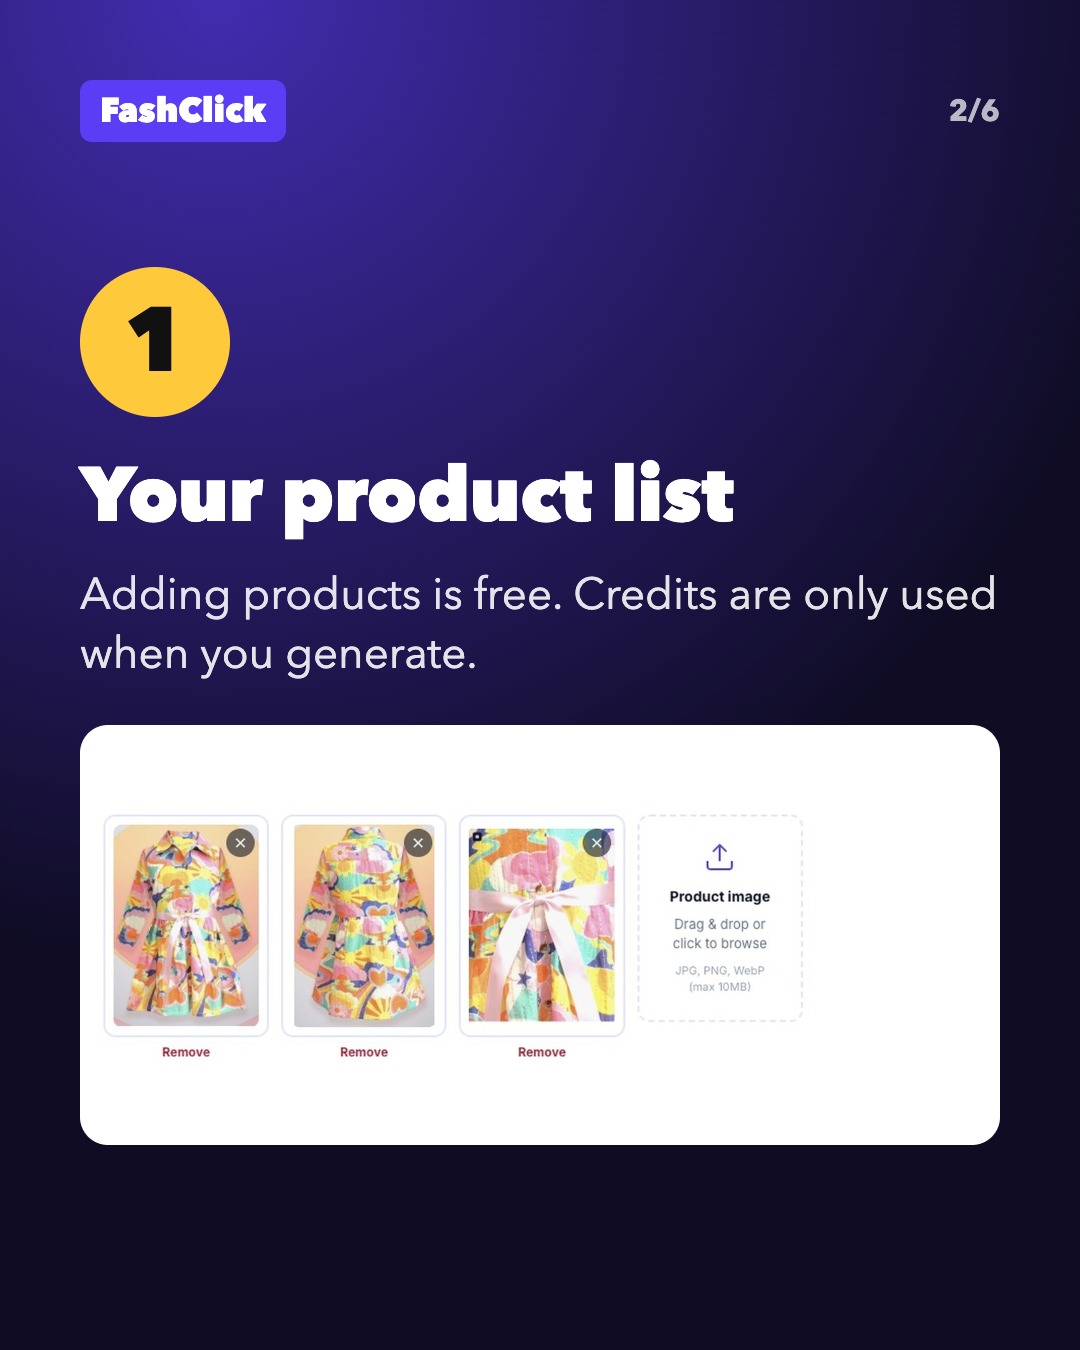 FashClick
2/6
1
Your product list
Adding products is free. Credits are only used
when you generate.
Product image
Drag & drop or
click to browse
JPG, PNG, WebP
(max 10MB)
Remove
Remove
Remove